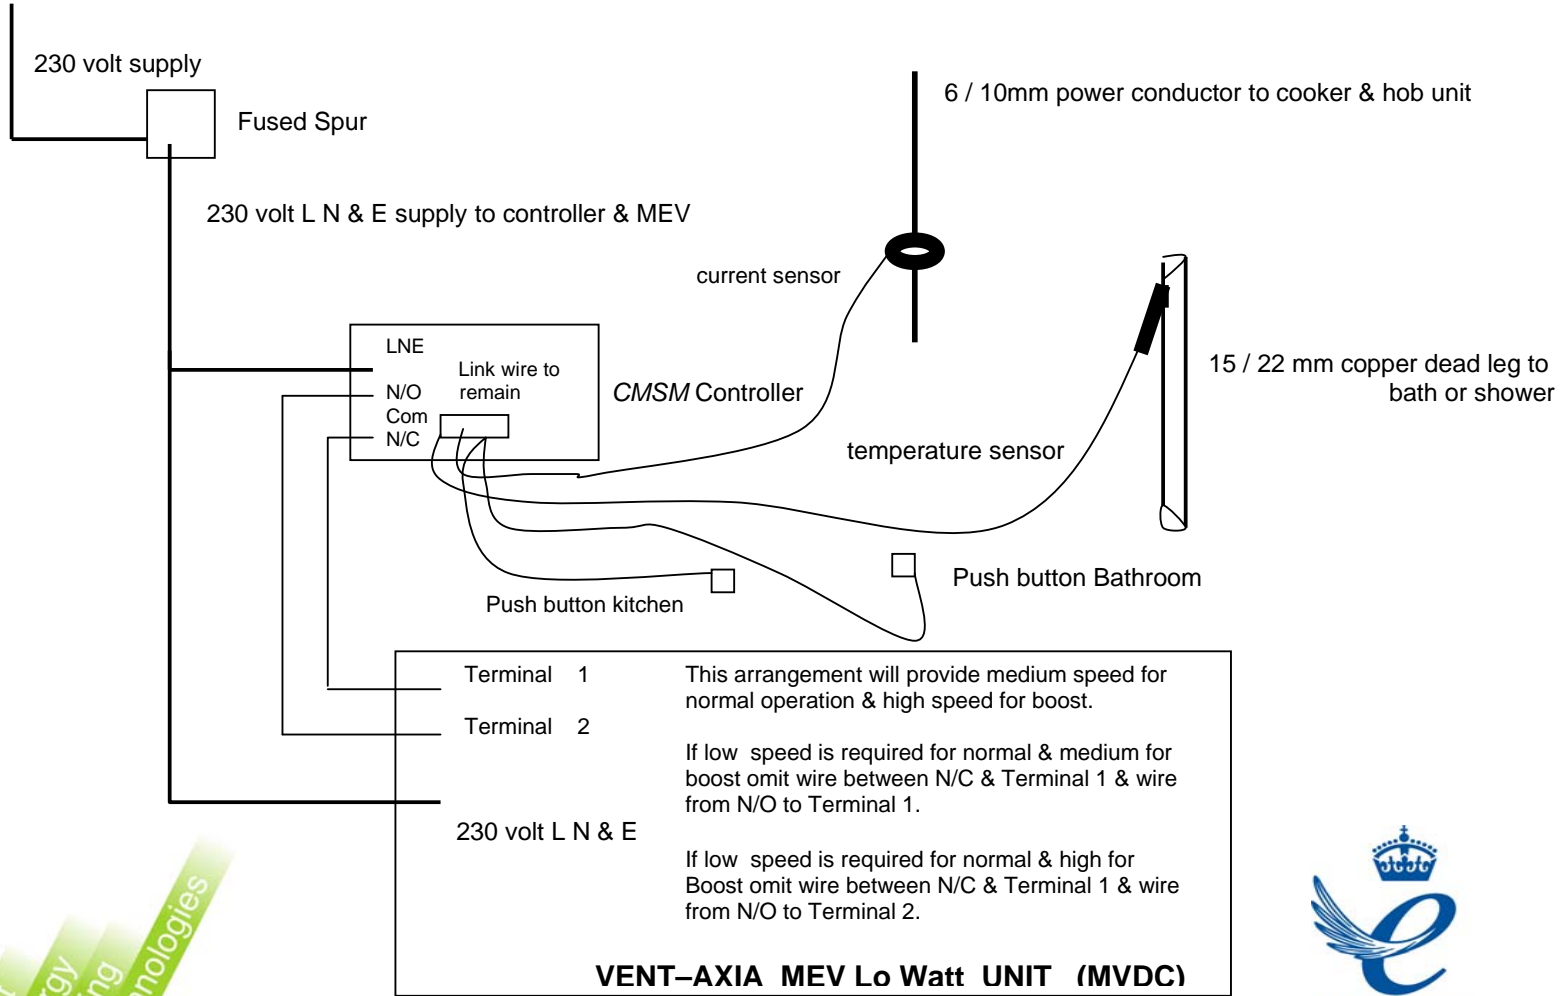 230 volt supply
Fused Spur
6 / 10mm power conductor to cooker & hob unit
230 volt L N & E supply to controller & MEV
current sensor
LNE
Link wire to
remain
N/O
Com
N/C
CMSM Controller
15 / 22 mm copper dead leg to
bath or shower
temperature sensor
Push button kitchen
Push button Bathroom
Terminal 1
Terminal 2
230 volt L N & E
This arrangement will provide medium speed for
normal operation & high speed for boost.
If low speed is required for normal & medium for
boost omit wire between N/C & Terminal 1 & wire
from N/O to Terminal 1.
If low speed is required for normal & high for
Boost omit wire between N/C & Terminal 1 & wire
from N/O to Terminal 2.
VENT–AXIA MEV Lo Watt UNIT (MVDC)